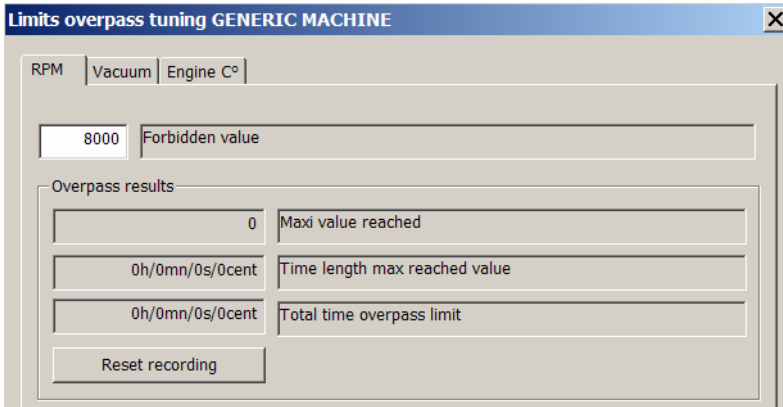 Limits overpass tuning GENERIC MACHINE
RPM Vacuum Engine Cº
8000 Forbidden value
Overpass results
0 Maxi value reached
0h/0mn/0s/0cent Time length max reached value
0h/0mn/0s/0cent Total time overpass limit
Reset recording